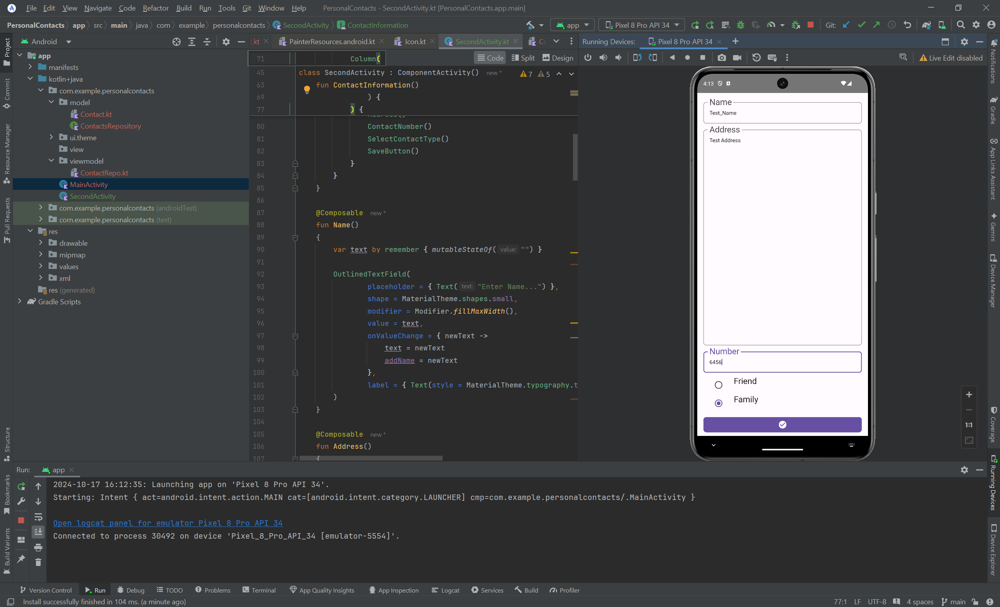 File Edit View Navigate Code Refactor Build Run Tools Git Window Help PersonalContacts - SecondActivity.kt [PersonalContacts.app.main]
PersonalContacts app src main java com example personalcontacts SecondActivity ContactInformation app Pixel 8 Pro API 34 Git:
Android
.kt PainterResources.android.kt Icon.kt SecondActivity.kt
Running Devices: Pixel 8 Pro API 34
Code Split Design
Live Edit disabled
Project
Commit
Resource Manager
Pull Requests
Structure
Bookmarks
Build Variants
app
manifests
kotlin+java
com.example.personalcontacts
model
Contact.kt
ContactsRepository
ui.theme
view
viewmodel
ContactRepo.kt
MainActivity
SecondActivity
com.example.personalcontacts (androidTest)
com.example.personalcontacts (test)
res
drawable
mipmap
values
xml
res (generated)
Gradle Scripts
71 Column(
45 class SecondActivity : ComponentActivity() new *
7 5
63 fun ContactInformation()
69 ) {
77 ) {
80 ContactNumber()
81 SelectContactType()
82 SaveButton()
83 }
84 }
85 }
86
87 @Composable new *
88 fun Name()
89 {
90 var text by remember { mutableStateOf( value: "") }
91
92 OutlinedTextField(
93 placeholder = { Text( text: "Enter Name...") },
94 shape = MaterialTheme.shapes.small,
95 modifier = Modifier.fillMaxWidth(),
96 value = text,
97 onValueChange = { newText ->
98 text = newText
99 addName = newText
100 },
101 label = { Text(style = MaterialTheme.typography.t
102 )
103 }
104
105 @Composable new *
106 fun Address()
107 {
4:13
Name
Test_Name
Address
Test Address
Number
6456
Friend
Family
1:1
Notifications
Gradle
App Links Assistant
Gemini
Device Manager
Coverage
Running Devices
Device Explorer
Run: app
2024-10-17 16:12:35: Launching app on 'Pixel 8 Pro API 34'.
Starting: Intent { act=android.intent.action.MAIN cat=[android.intent.category.LAUNCHER] cmp=com.example.personalcontacts/.MainActivity }
Open logcat panel for emulator Pixel 8 Pro API 34
Connected to process 30492 on device 'Pixel_8_Pro_API_34 [emulator-5554]'.
Version Control Run Debug TODO Problems Terminal App Quality Insights App Inspection Logcat Services Build Profiler
Install successfully finished in 104 ms. (a minute ago)
77:1 LF UTF-8 4 spaces main